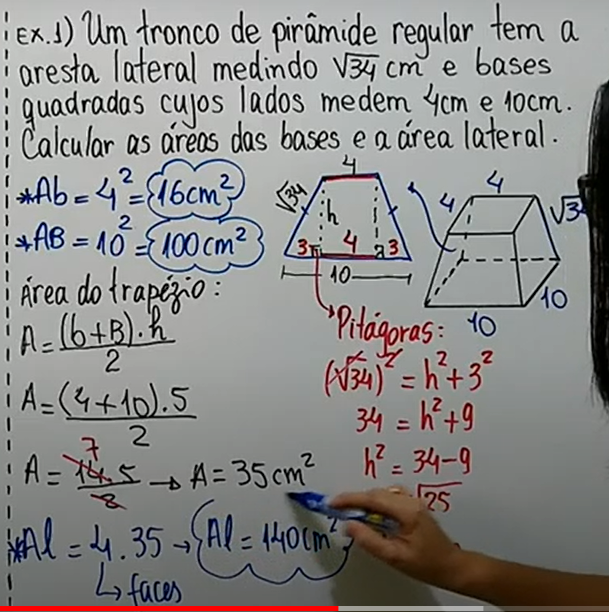 Ex.1) Um tronco de pirâmide regular tem a
aresta lateral medindo √34 cm e bases
quadradas cujos lados medem 4cm e 10cm.
Calcular as áreas das bases e a área lateral.
*Ab = 4² = 16cm²
*AB = 10² = 100cm²
Área do trapézio:
A = (b+B).h
2
A = (4+10).5
2
7
A = 14.5 → A = 35cm²
2
*Al = 4.35 → Al = 140cm²
↳ faces
4
√34
h
3
4
3
10
4
4
√3
10
10
Pitágoras:
(√34)² = h²+3²
34 = h²+9
h² = 34-9
√25